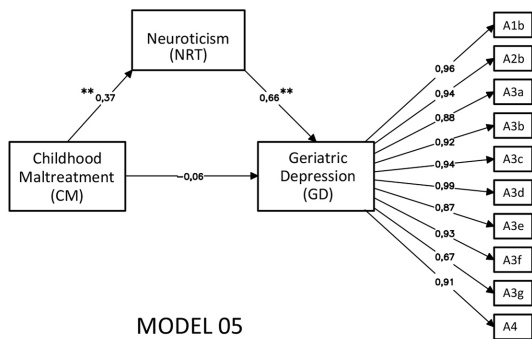 Neuroticism
(NRT)
** 0,37
0,66 **
Childhood
Maltreatment
(CM)
-0,06
Geriatric
Depression
(GD)
0,96
0,94
0,88
0,92
0,94
0,99
0,87
0,93
0,67
0,91
A1b
A2b
A3a
A3b
A3c
A3d
A3e
A3f
A3g
A4
MODEL 05